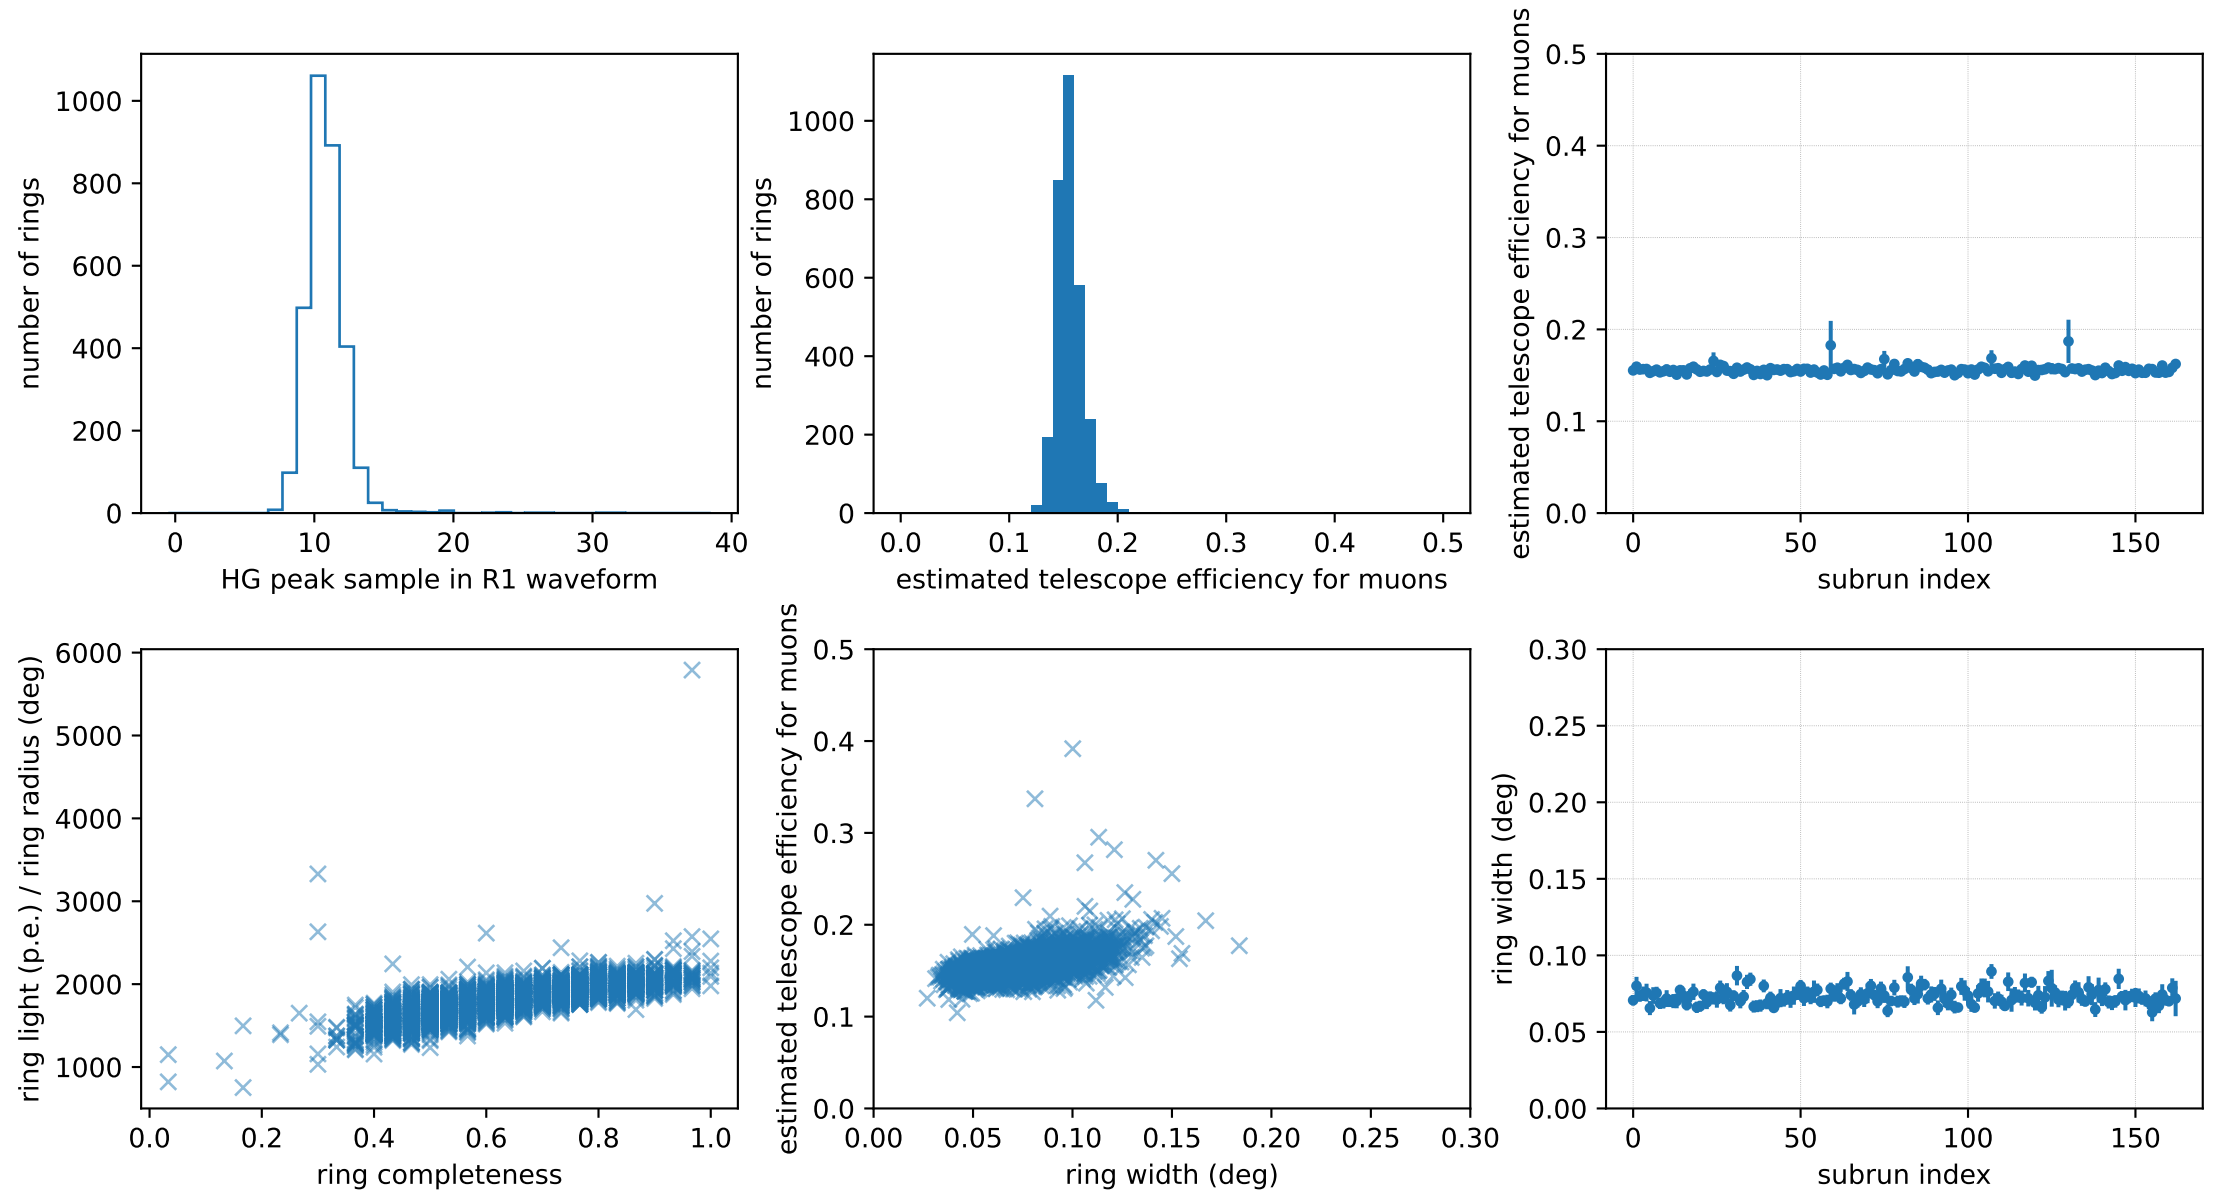 number of rings
1000
800
600
400
200
0
0 10 20 30 40
HG peak sample in R1 waveform
number of rings
1000
800
600
400
200
0
0.0 0.1 0.2 0.3 0.4 0.5
estimated telescope efficiency for muons
estimated telescope efficiency for muons
0.5
0.4
0.3
0.2
0.1
0.0
0 50 100 150
subrun index
ring light (p.e.) / ring radius (deg)
6000
5000
4000
3000
2000
1000
0.0 0.2 0.4 0.6 0.8 1.0
ring completeness
estimated telescope efficiency for muons
0.5
0.4
0.3
0.2
0.1
0.0
0.00 0.05 0.10 0.15 0.20 0.25 0.30
ring width (deg)
ring width (deg)
0.30
0.25
0.20
0.15
0.10
0.05
0.00
0 50 100 150
subrun index